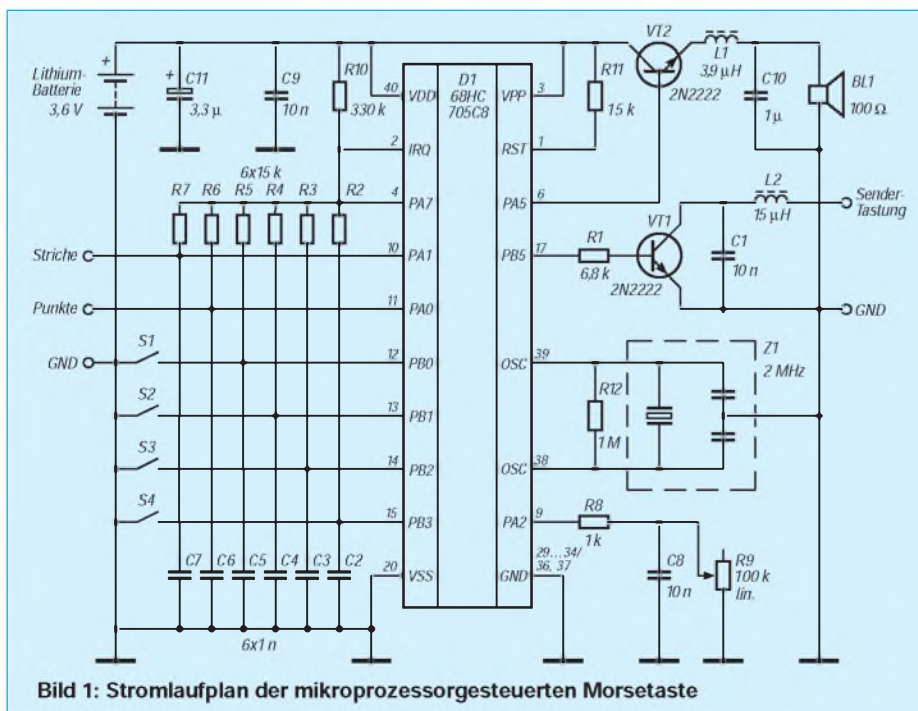 VT2
L1
3,9 µH
2N2222
+
Lithium-
Batterie
3,6 V
+
C11
3,3 µ
C9
10 n
R10
330 k
40
VDD
D1
68HC
705C8
VPP
3
R11
15 k
C10
1 µ
BL1
100 Ω
2
IRQ
RST
1
6x15 k
R7
R6
R5
R4
R3
R2
4
PA7
PA5
6
L2
15 µH
Sender-
Tastung
VT1
2N2222
Striche
10
PA1
PB5
17
R1
6,8 k
C1
10 n
Punkte
11
PA0
GND
GND
S1
12
PB0
OSC
39
Z1
2 MHz
S2
13
PB1
R12
1 M
S3
14
PB2
OSC
38
S4
15
PB3
PA2
9
R8
1 k
C7
C6
C5
C4
C3
C2
20
VSS
29...34/
36, 37
GND
C8
10 n
R9
100 k
lin.
6x1 n
Bild 1: Stromlaufplan der mikroprozessorgesteuerten Morsetaste